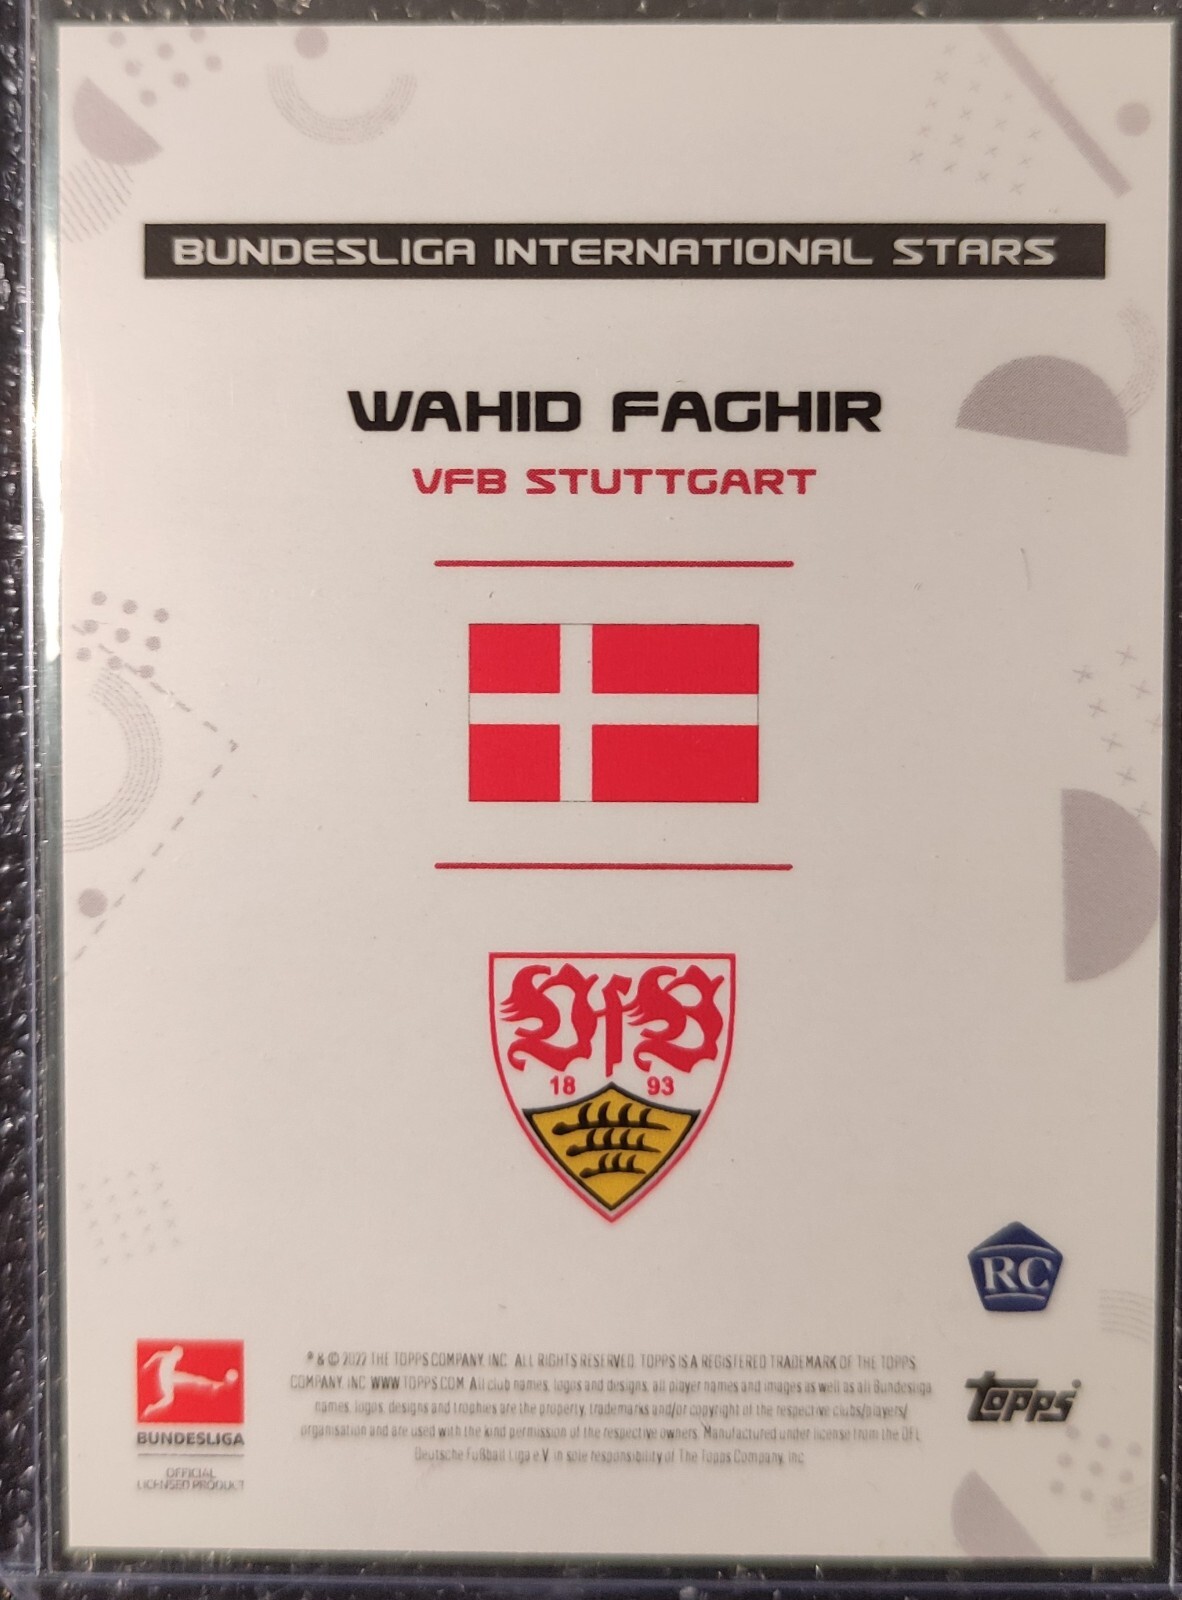 BUNDESLIGA INTERNATIONAL STARS
WAHID FAGHIR
VFB STUTTGART
VfB
18 93
RC
BUNDESLIGA
OFFICIAL
LICENSED PRODUCT
® & © 2022 THE TOPPS COMPANY, INC. ALL RIGHTS RESERVED. TOPPS IS A REGISTERED TRADEMARK OF THE TOPPS
COMPANY, INC. WWW.TOPPS.COM. All club names, logos and designs, all player names and images as well as all Bundesliga
names, logos, designs and trophies are the property, trademarks and/or copyright of the respective clubs/players/
organisation and are used with the kind permission of the respective owners. Manufactured under license from the DFL
Deutsche Fußball Liga e.V. in sole responsibility of The Topps Company, Inc.
topps